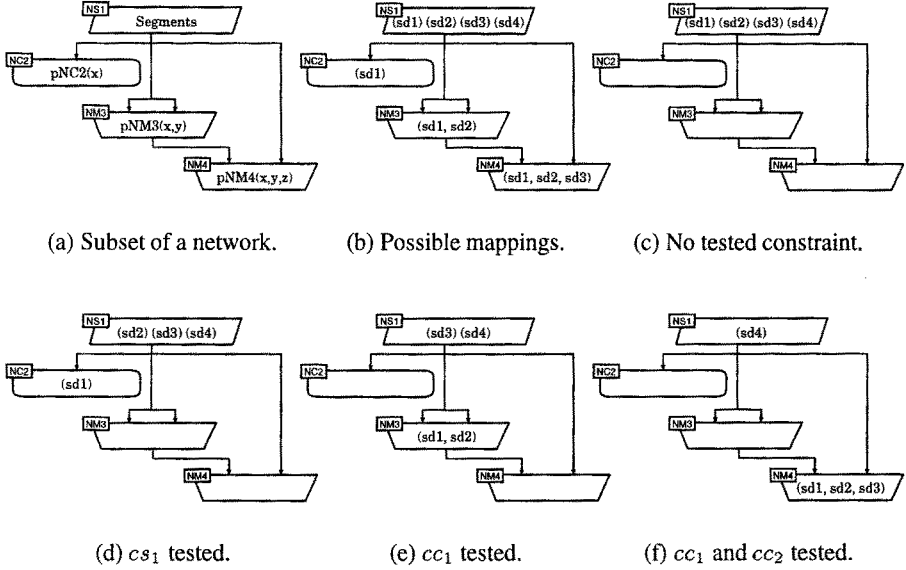 NS1
Segments
NC2
pNC2(x)
NM3
pNM3(x,y)
NM4
pNM4(x,y,z)
(a) Subset of a network.
NS1
(sd1) (sd2) (sd3) (sd4)
NC2
(sd1)
NM3
(sd1, sd2)
NM4
(sd1, sd2, sd3)
(b) Possible mappings.
NS1
(sd1) (sd2) (sd3) (sd4)
NC2
NM3
NM4
(c) No tested constraint.
NS1
(sd2) (sd3) (sd4)
NC2
(sd1)
NM3
NM4
(d) cs1 tested.
NS1
(sd3) (sd4)
NC2
NM3
(sd1, sd2)
NM4
(e) cc1 tested.
NS1
(sd4)
NC2
NM3
NM4
(sd1, sd2, sd3)
(f) cc1 and cc2 tested.